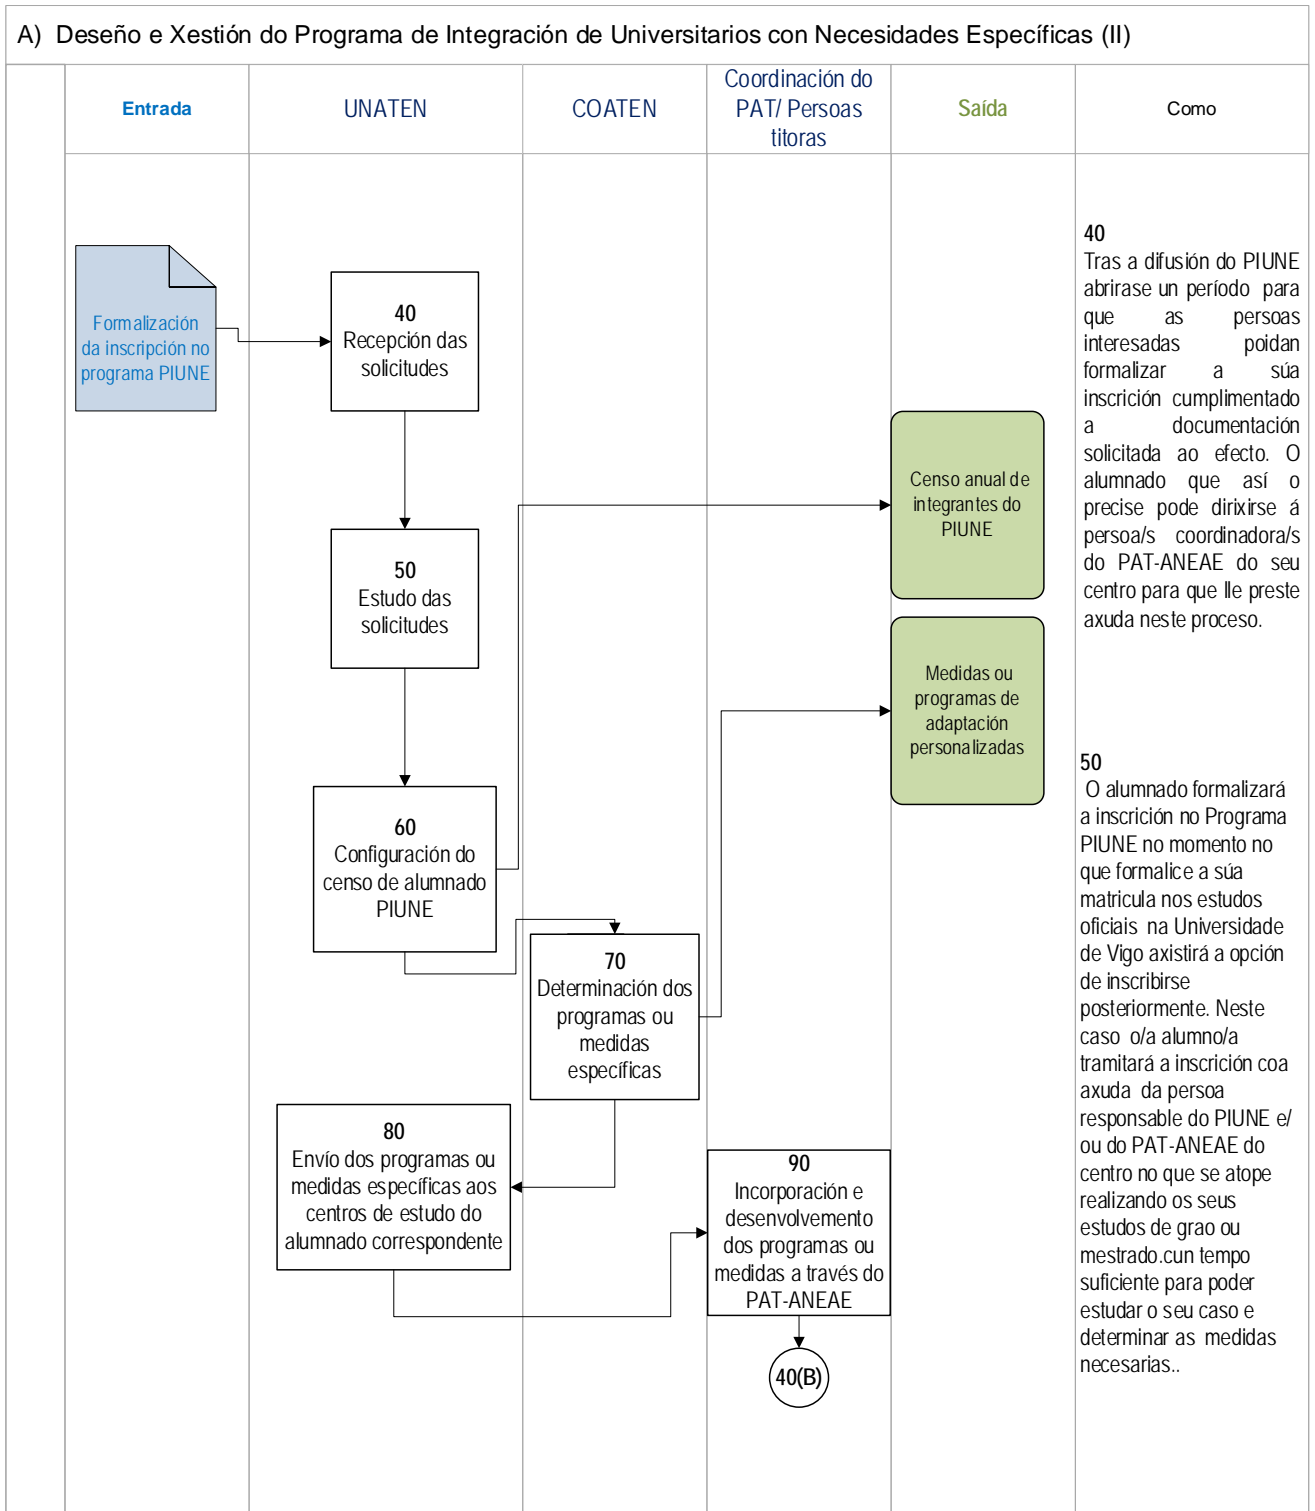 A) Deseño e Xestión do Programa de Integración de Universitarios con Necesidades Específicas (II)
Entrada
UNATEN
COATEN
Coordinación do
PAT/ Persoas
titoras
Saída
Como
Formalización
da inscripción no
programa PIUNE
40
Recepción das
solicitudes
50
Estudo das
solicitudes
60
Configuración do
censo de alumnado
PIUNE
70
Determinación dos
programas ou
medidas
específicas
80
Envío dos programas ou
medidas específicas aos
centros de estudo do
alumnado correspondente
90
Incorporación e
desenvolvemento
dos programas ou
medidas a través do
PAT-ANEAE
40(B)
Censo anual de
integrantes do
PIUNE
Medidas ou
programas de
adaptación
personalizadas
40
Tras a difusión do PIUNE
abrirase un período para
que as persoas
interesadas poidan
formalizar a súa
inscrición cumplimentado
a documentación
solicitada ao efecto. O
alumnado que así o
precise pode dirixirse á
persoa/s coordinadora/s
do PAT-ANEAE do seu
centro para que lle preste
axuda neste proceso.
50
O alumnado formalizará
a inscrición no Programa
PIUNE no momento no
que formalice a súa
matricula nos estudos
oficiais na Universidade
de Vigo axistirá a opción
de inscribirse
posteriormente. Neste
caso o/a alumno/a
tramitará a inscrición coa
axuda da persoa
responsable do PIUNE e/
ou do PAT-ANEAE do
centro no que se atope
realizando os seus
estudos de grao ou
mestrado.cun tempo
suficiente para poder
estudar o seu caso e
determinar as medidas
necesarias..